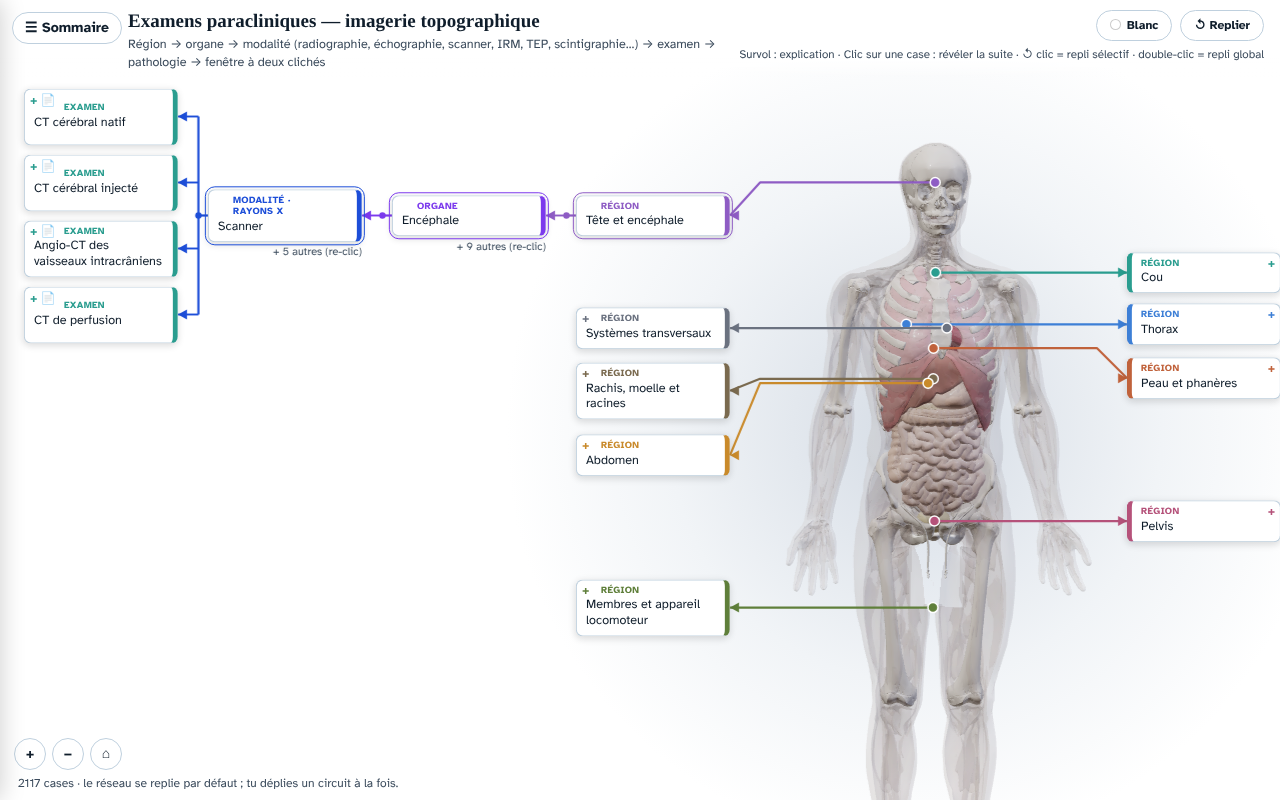 ☰ Sommaire
Examens paracliniques — imagerie topographique
Région → organe → modalité (radiographie, échographie, scanner, IRM, TEP, scintigraphie…) → examen →
pathologie → fenêtre à deux clichés
Blanc
↺ Replier
Survol : explication · Clic sur une case : révéler la suite · ↺ clic = repli sélectif · double-clic = repli global
+ EXAMEN
CT cérébral natif
+ EXAMEN
CT cérébral injecté
+ EXAMEN
Angio-CT des
vaisseaux intracrâniens
+ EXAMEN
CT de perfusion
MODALITÉ ·
RAYONS X
Scanner
+ 5 autres (re-clic)
ORGANE
Encéphale
+ 9 autres (re-clic)
RÉGION
Tête et encéphale
+ RÉGION
Systèmes transversaux
+ RÉGION
Rachis, moelle et
racines
+ RÉGION
Abdomen
+ RÉGION
Membres et appareil
locomoteur
RÉGION +
Cou
RÉGION +
Thorax
RÉGION +
Peau et phanères
RÉGION +
Pelvis
+ − ⌂
2117 cases · le réseau se replie par défaut ; tu déplies un circuit à la fois.